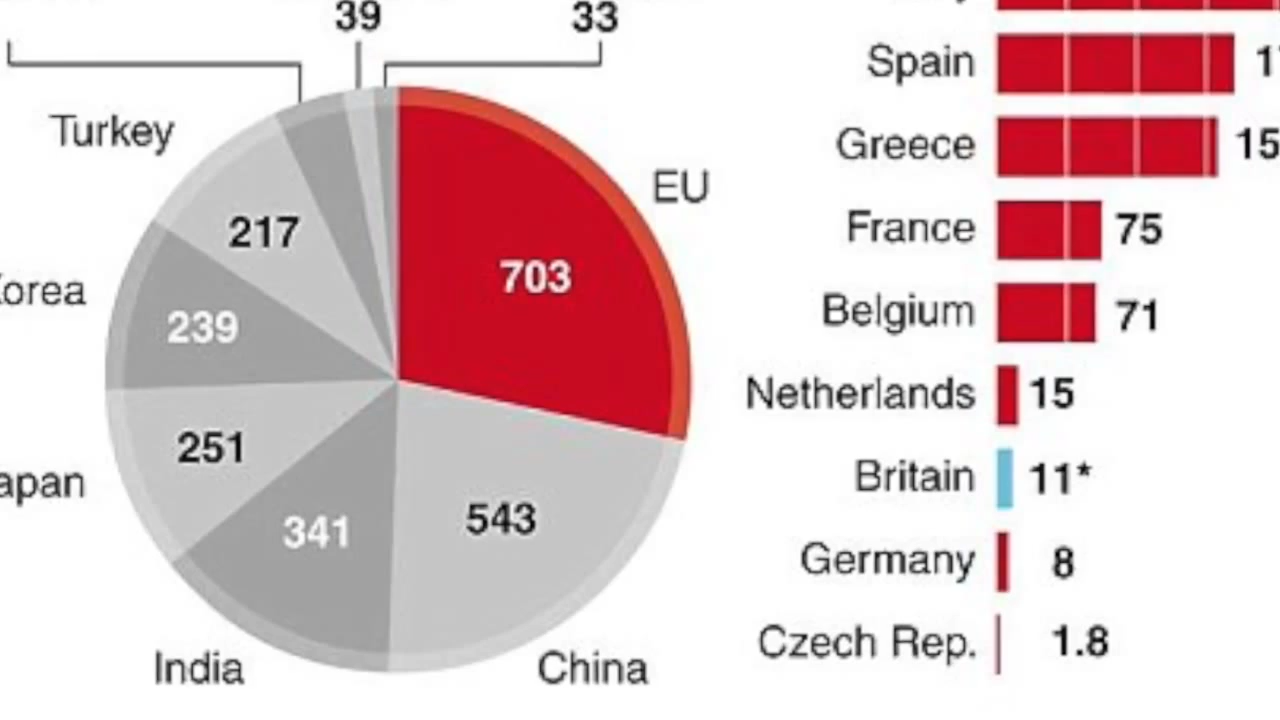 39 33
Turkey
EU
217
703
Korea
239
251
Japan
341
543
India
China
Spain
Greece 15
France 75
Belgium 71
Netherlands 15
Britain 11*
Germany 8
Czech Rep. 1.8